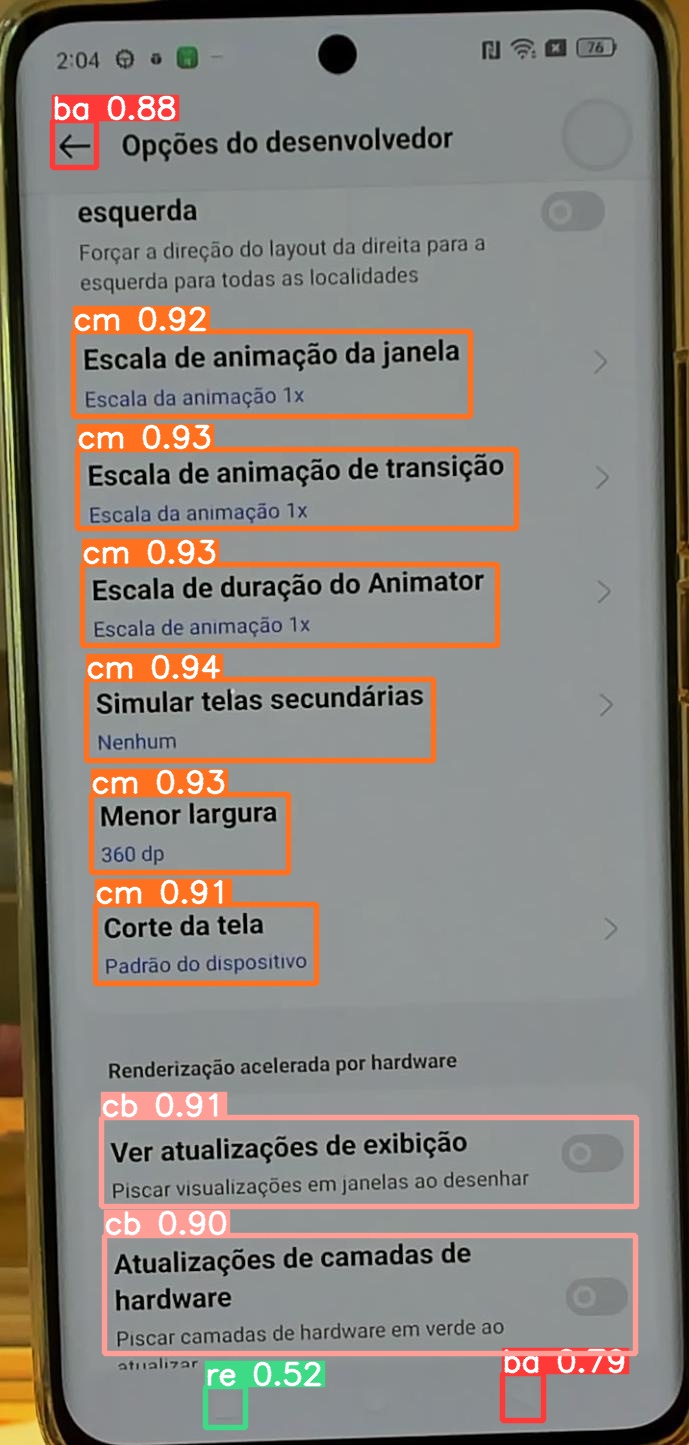 2:04
76
ba 0.88
Opções do desenvolvedor
esquerda
Forçar a direção do layout da direita para a
esquerda para todas as localidades
cm 0.92
Escala de animação da janela
Escala da animação 1x
cm 0.93
Escala de animação de transição
Escala da animação 1x
cm 0.93
Escala de duração do Animator
Escala de animação 1x
cm 0.94
Simular telas secundárias
Nenhum
cm 0.93
Menor largura
360 dp
cm 0.91
Corte da tela
Padrão do dispositivo
Renderização acelerada por hardware
cb 0.91
Ver atualizações de exibição
Piscar visualizações em janelas ao desenhar
cb 0.90
Atualizações de camadas de
hardware
Piscar camadas de hardware em verde ao
atualizar
ba 0.79
re 0.52